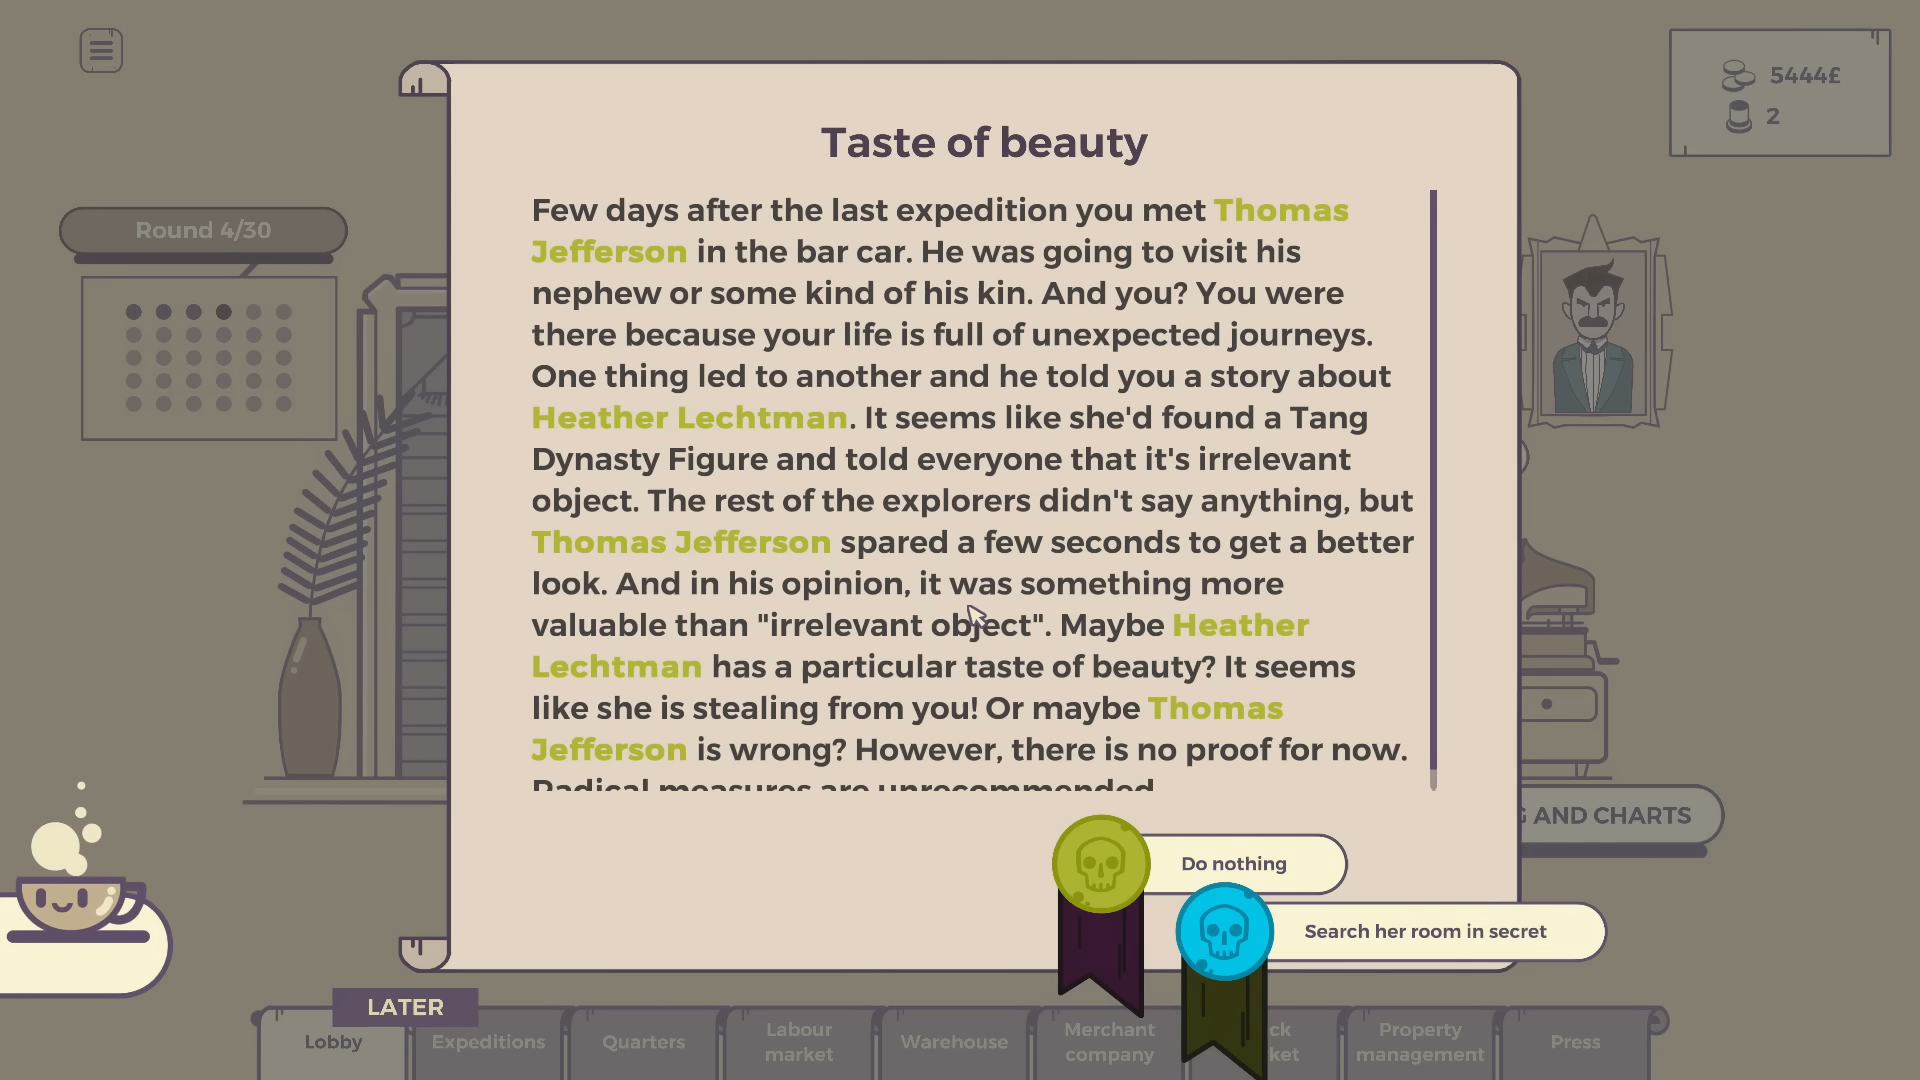 5444£
2
Round 4/30
Taste of beauty
Few days after the last expedition you met Thomas
Jefferson in the bar car. He was going to visit his
nephew or some kind of his kin. And you? You were
there because your life is full of unexpected journeys.
One thing led to another and he told you a story about
Heather Lechtman. It seems like she'd found a Tang
Dynasty Figure and told everyone that it's irrelevant
object. The rest of the explorers didn't say anything, but
Thomas Jefferson spared a few seconds to get a better
look. And in his opinion, it was something more
valuable than "irrelevant object". Maybe Heather
Lechtman has a particular taste of beauty? It seems
like she is stealing from you! Or maybe Thomas
Jefferson is wrong? However, there is no proof for now.
Radical measures are unrecommended
AND CHARTS
Do nothing
Search her room in secret
LATER
Lobby
Expeditions
Quarters
Labour
market
Warehouse
Merchant
company
ck
ket
Property
management
Press